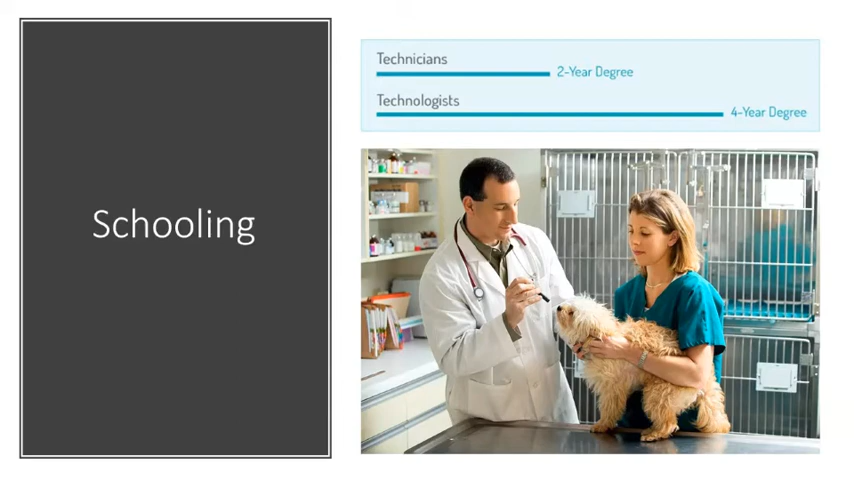 Schooling
Technicians
2-Year Degree
Technologists
4-Year Degree